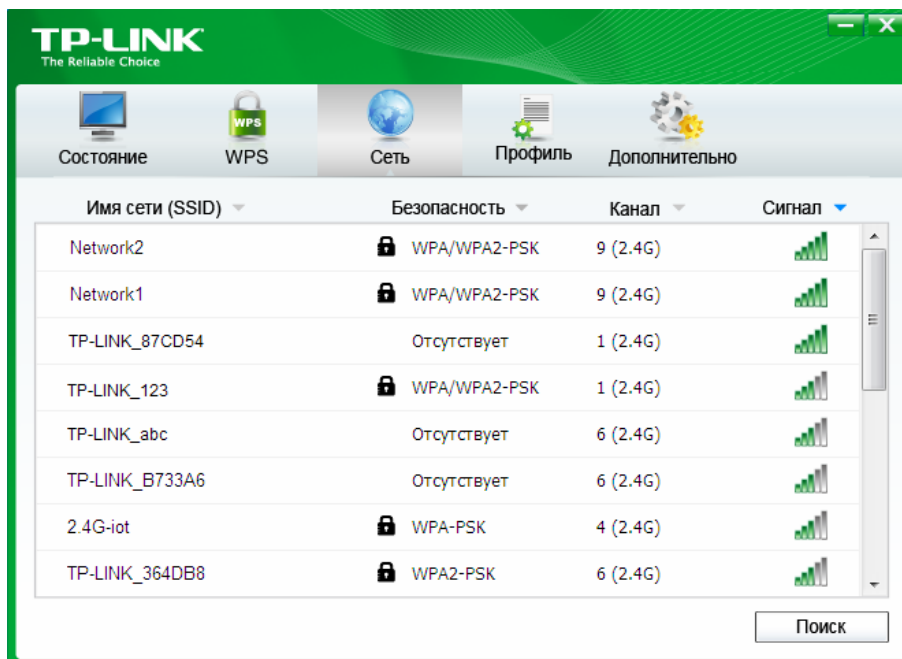 TP-LINK
The Reliable Choice
WPS
Состояние WPS Сеть Профиль Дополнительно
Имя сети (SSID) Безопасность Канал Сигнал
Network2 WPA/WPA2-PSK 9 (2.4G)
Network1 WPA/WPA2-PSK 9 (2.4G)
TP-LINK_87CD54 Отсутствует 1 (2.4G)
TP-LINK_123 WPA/WPA2-PSK 1 (2.4G)
TP-LINK_abc Отсутствует 6 (2.4G)
TP-LINK_B733A6 Отсутствует 6 (2.4G)
2.4G-iot WPA-PSK 4 (2.4G)
TP-LINK_364DB8 WPA2-PSK 6 (2.4G)
Поиск